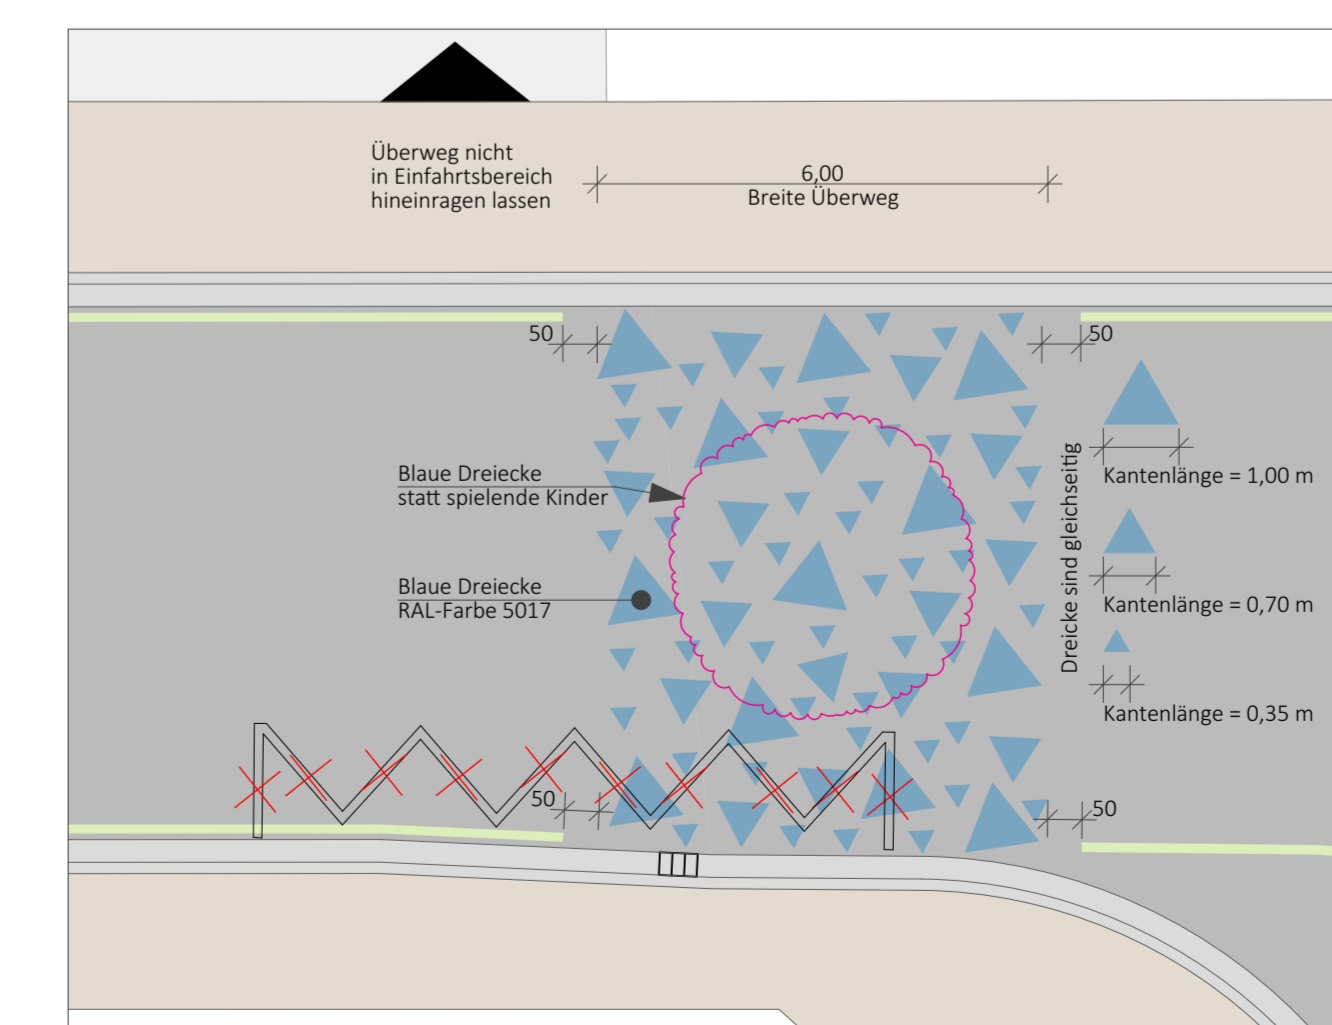 Überweg nicht
in Einfahrtsbereich
hineinragen lassen
6,00
Breite Überweg
50
50
Blaue Dreiecke
statt spielende Kinder
Blaue Dreiecke
RAL-Farbe 5017
Dreicke sind gleichseitig
Kantenlänge = 1,00 m
Kantenlänge = 0,70 m
Kantenlänge = 0,35 m
50
50